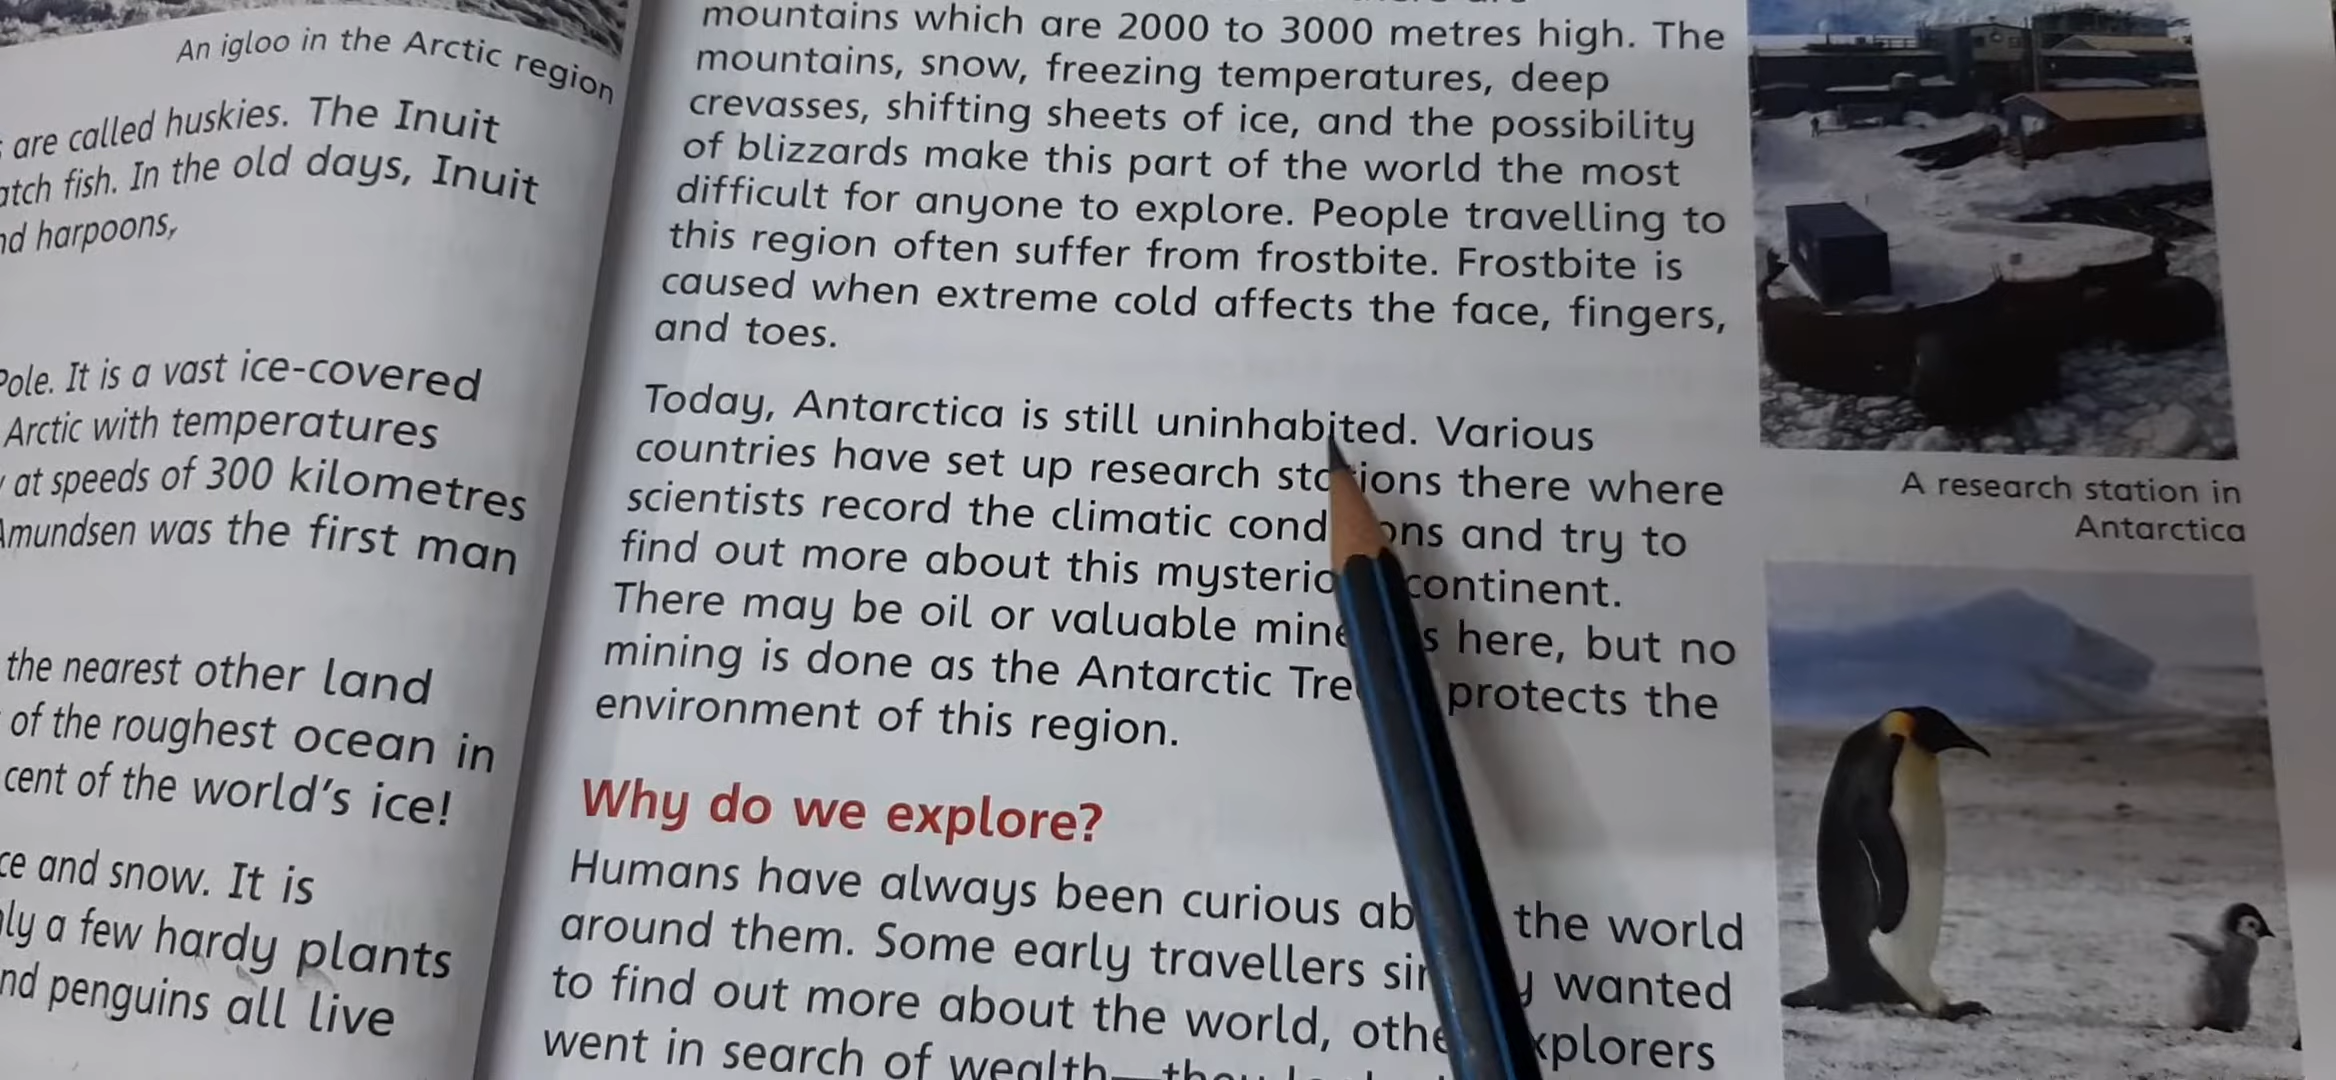 An igloo in the Arctic region
are called huskies. The Inuit
fish. In the old days, Inuit
harpoons,
Pole. It is a vast ice-covered
Arctic with temperatures
at speeds of 300 kilometres
Amundsen was the first man
the nearest other land
of the roughest ocean in
cent of the world's ice!
and snow. It is
a few hardy plants
penguins all live
mountains which are 2000 to 3000 metres high. The
mountains, snow, freezing temperatures, deep
crevasses, shifting sheets of ice, and the possibility
of blizzards make this part of the world the most
difficult for anyone to explore. People travelling to
this region often suffer from frostbite. Frostbite is
caused when extreme cold affects the face, fingers,
and toes.
Today, Antarctica is still uninhabited. Various
countries have set up research stations there where
scientists record the climatic conditions and try to
find out more about this mysterious continent.
There may be oil or valuable minerals here, but no
mining is done as the Antarctic Treaty protects the
environment of this region.
Why do we explore?
Humans have always been curious about the world
around them. Some early travellers simply wanted
to find out more about the world, other explorers
went in search of wealth—they
A research station in
Antarctica